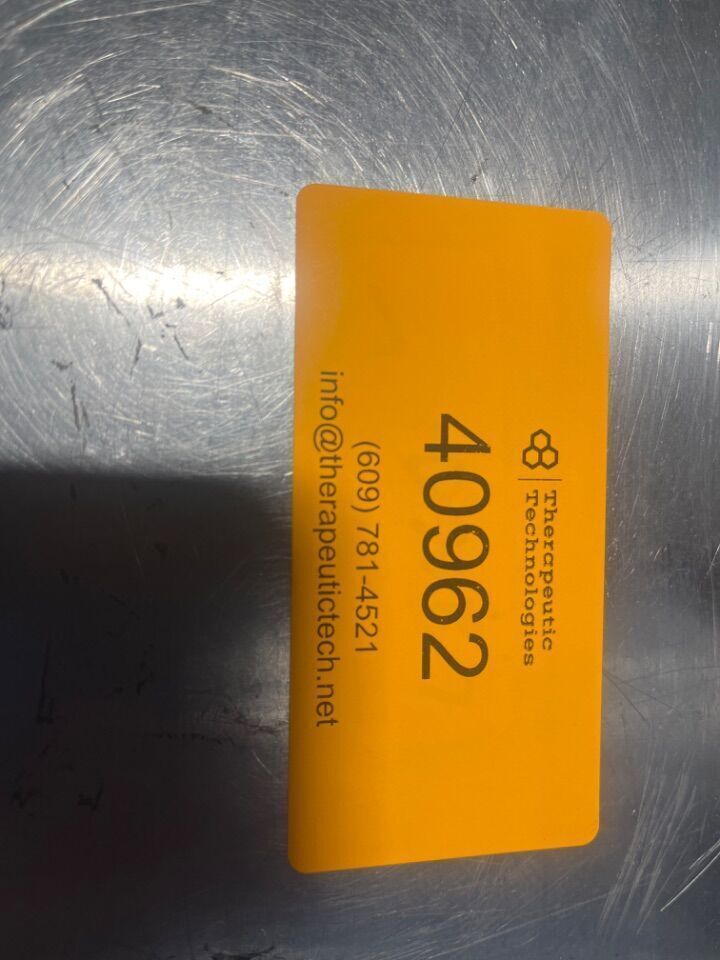 Therapeutic
Technologies
40962
(609) 781-4521
info@therapeutictech.net